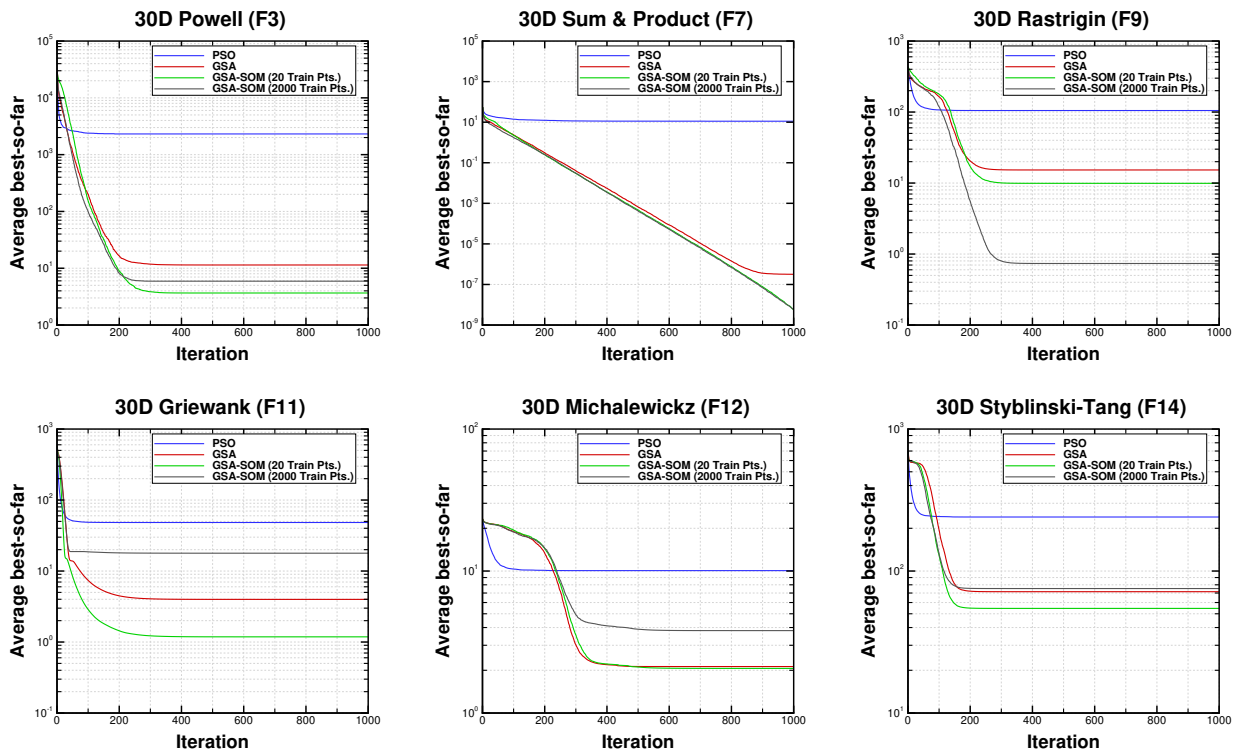 30D Powell (F3)
Average best-so-far
10^5
10^4
10^3
10^2
10^1
10^0
PSO
GSA
GSA-SOM (20 Train Pts.)
GSA-SOM (2000 Train Pts.)
0 200 400 600 800 1000
Iteration
30D Sum & Product (F7)
Average best-so-far
10^5
10^3
10^1
10^-1
10^-3
10^-5
10^-7
10^-9
PSO
GSA
GSA-SOM (20 Train Pts.)
GSA-SOM (2000 Train Pts.)
0 200 400 600 800 1000
Iteration
30D Rastrigin (F9)
Average best-so-far
10^3
10^2
10^1
10^0
10^-1
PSO
GSA
GSA-SOM (20 Train Pts.)
GSA-SOM (2000 Train Pts.)
0 200 400 600 800 1000
Iteration
30D Griewank (F11)
Average best-so-far
10^3
10^2
10^1
10^0
10^-1
PSO
GSA
GSA-SOM (20 Train Pts.)
GSA-SOM (2000 Train Pts.)
0 200 400 600 800 1000
Iteration
30D Michalewickz (F12)
Average best-so-far
10^2
10^1
10^0
PSO
GSA
GSA-SOM (20 Train Pts.)
GSA-SOM (2000 Train Pts.)
0 200 400 600 800 1000
Iteration
30D Styblinski-Tang (F14)
Average best-so-far
10^3
10^2
10^1
PSO
GSA
GSA-SOM (20 Train Pts.)
GSA-SOM (2000 Train Pts.)
0 200 400 600 800 1000
Iteration